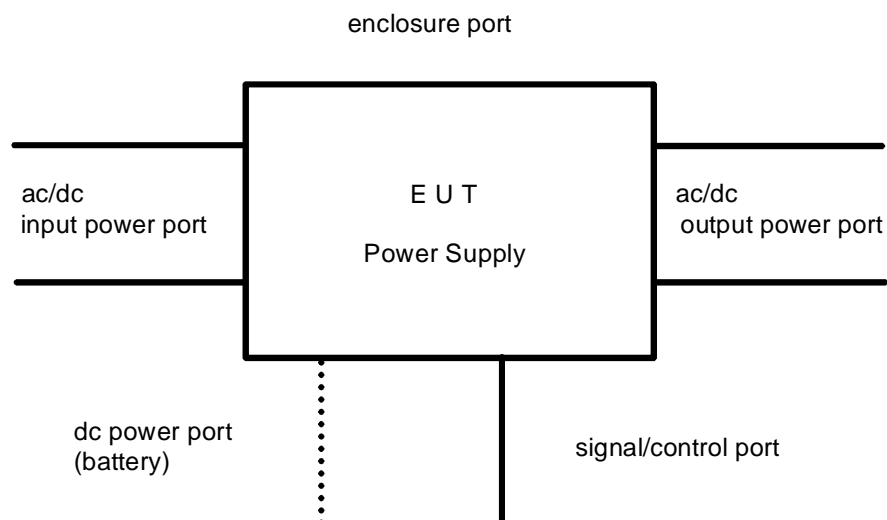 enclosure port
ac/dc
input power port
E U T
Power Supply
ac/dc
output power port
dc power port
(battery)
signal/control port